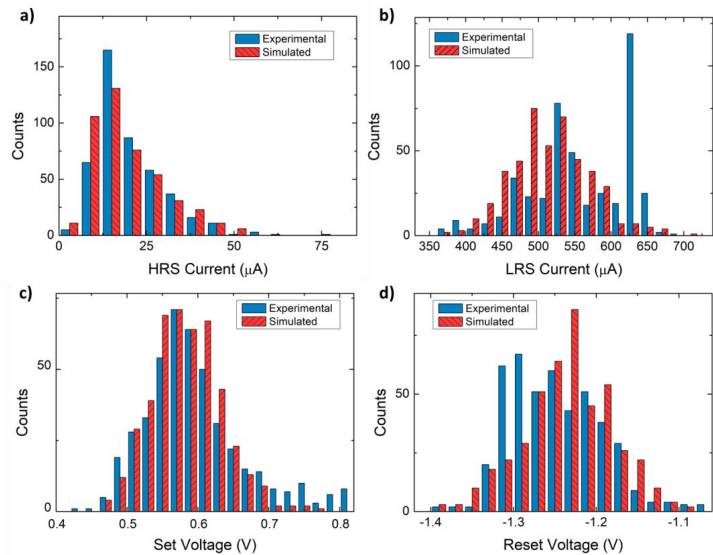 a)
Experimental
Simulated
150
100
50
0
Counts
0 25 50 75
HRS Current (μA)
b)
Experimental
Simulated
100
50
0
Counts
350 400 450 500 550 600 650 700
LRS Current (μA)
c)
Experimental
Simulated
50
0
Counts
0.4 0.5 0.6 0.7 0.8
Set Voltage (V)
d)
Experimental
Simulated
50
0
Counts
-1.4 -1.3 -1.2 -1.1
Reset Voltage (V)